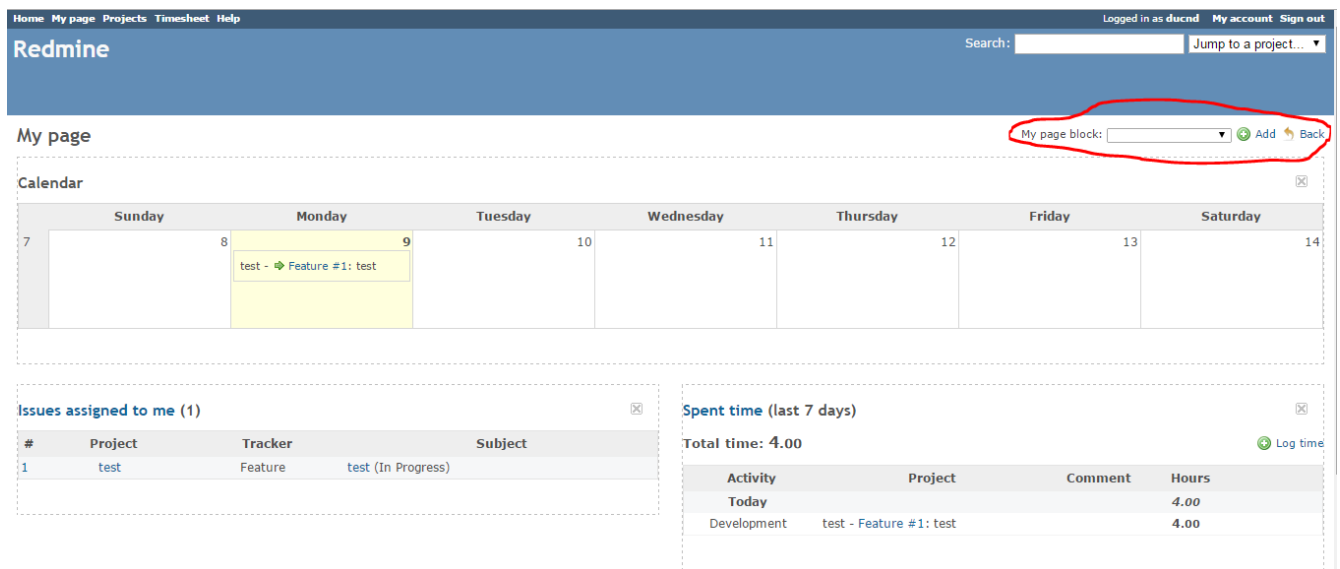 Home My page Projects Timesheet Help Logged in as ducnd My account Sign out
Redmine Search: Jump to a project...
My page My page block: Add Back
Calendar
Sunday Monday Tuesday Wednesday Thursday Friday Saturday
7 8 9 10 11 12 13 14
test - Feature #1: test
Issues assigned to me (1)
# Project Tracker Subject
1 test Feature test (In Progress)
Spent time (last 7 days)
Total time: 4.00 Log time
Activity Project Comment Hours
Today 4.00
Development test - Feature #1: test 4.00